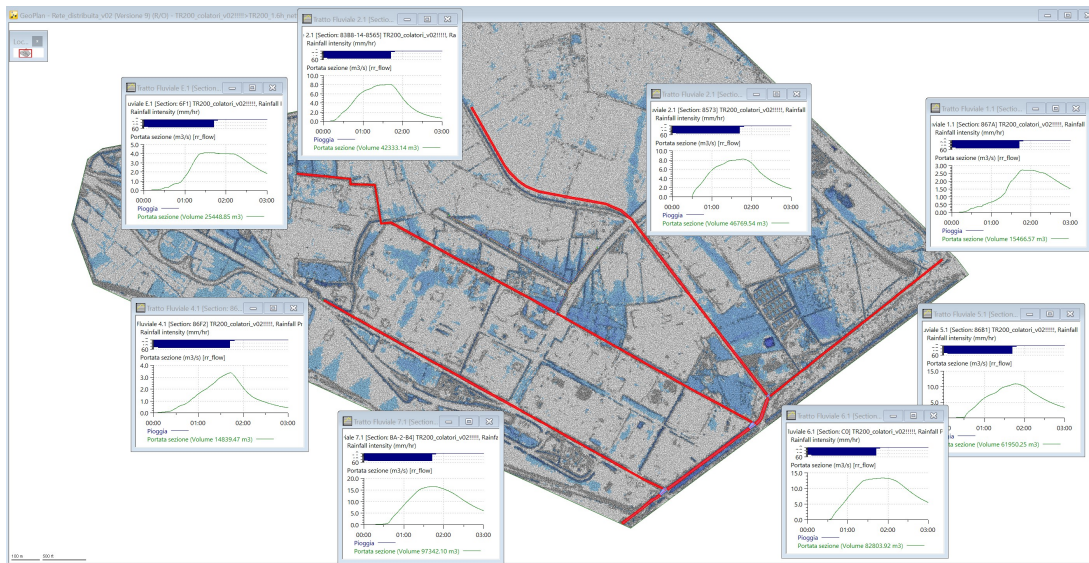 GeoPlan - Rete_distribuita_v02 (Versione 9) (R/O) - TR200_colatori_v02!!!!!>TR200_1.6h_net
Loc...
Tratto Fluviale 2.1 [Section...
2.1 [Section: 8388-14-8565] TR200_colatori_v02!!!!!, Ra
Rainfall intensity (mm/hr)
60
Portata sezione (m3/s) [rr_flow]
10.0
8.0
6.0
4.0
2.0
0.0
00:00 01:00 02:00 03:00
Pioggia
Portata sezione (Volume 42333.14 m3)
Tratto Fluviale E.1 [Section...
uviale E.1 [Section: 6F1] TR200_colatori_v02!!!!!, Rainfall I
Rainfall intensity (mm/hr)
60
Portata sezione (m3/s) [rr_flow]
5.0
4.0
3.0
2.0
1.0
0.0
00:00 01:00 02:00 03:00
Pioggia
Portata sezione (Volume 25448.85 m3)
Tratto Fluviale 2.1 [Section...
uviale 2.1 [Section: 8573] TR200_colatori_v02!!!!!, Rainfall
Rainfall intensity (mm/hr)
60
Portata sezione (m3/s) [rr_flow]
10.0
8.0
6.0
4.0
2.0
0.0
00:00 01:00 02:00 03:00
Pioggia
Portata sezione (Volume 46769.54 m3)
Tratto Fluviale 1.1 [Section...
viale 1.1 [Section: 867A] TR200_colatori_v02!!!!!, Rainfall
Rainfall intensity (mm/hr)
60
Portata sezione (m3/s) [rr_flow]
3.00
2.50
2.00
1.50
1.00
0.50
0.00
00:00 01:00 02:00 03:00
Pioggia
Portata sezione (Volume 15466.57 m3)
Tratto Fluviale 4.1 [Section: 86...
Fluviale 4.1 [Section: 86F2] TR200_colatori_v02!!!!!, Rainfall Pr
Rainfall intensity (mm/hr)
60
Portata sezione (m3/s) [rr_flow]
4.0
3.0
2.0
1.0
0.0
00:00 01:00 02:00 03:00
Pioggia
Portata sezione (Volume 14839.47 m3)
Tratto Fluviale 5.1 [Section...
uviale 5.1 [Section: 86B1] TR200_colatori_v02!!!!!, Rainfall
Rainfall intensity (mm/hr)
60
Portata sezione (m3/s) [rr_flow]
15.0
10.0
5.0
00:00 01:00 02:00 03:00
Pioggia
(Volume 61950.25 m3)
Tratto Fluviale 7.1 [Section...
iale 7.1 [Section: 8A-2-84] TR200_colatori_v02!!!!!, Rainfa
Rainfall intensity (mm/hr)
60
Portata sezione (m3/s) [rr_flow]
20.0
15.0
10.0
5.0
0.0
00:00 01:00 02:00 03:00
Pioggia
Portata sezione (Volume 97342.10 m3)
Tratto Fluviale 6.1 [Section...
luviale 6.1 [Section: C0] TR200_colatori_v02!!!!!, Rainfall P
Rainfall intensity (mm/hr)
60
Portata sezione (m3/s) [rr_flow]
15.0
10.0
5.0
0.0
00:00 01:00 02:00 03:00
Pioggia
Portata sezione (Volume 82803.92 m3)
100 m 500 ft